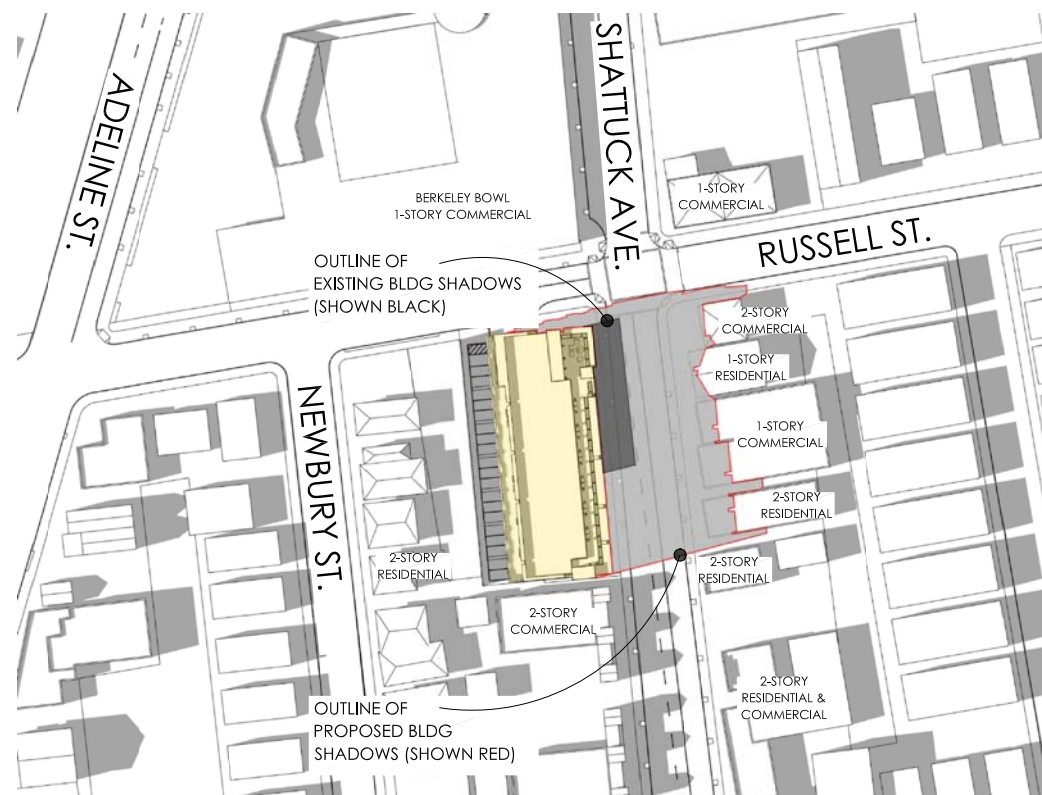 ADELINE ST.
SHATTUCK AVE.
1-STORY
COMMERCIAL
BERKELEY BOWL
1-STORY COMMERCIAL
RUSSELL ST.
OUTLINE OF
EXISTING BLDG SHADOWS
(SHOWN BLACK)
2-STORY
COMMERCIAL
1-STORY
RESIDENTIAL
1-STORY
COMMERCIAL
2-STORY
RESIDENTIAL
NEWBURY ST.
2-STORY
RESIDENTIAL
2-STORY
RESIDENTIAL
2-STORY
COMMERCIAL
2-STORY
RESIDENTIAL &
COMMERCIAL
OUTLINE OF
PROPOSED BLDG
SHADOWS (SHOWN RED)